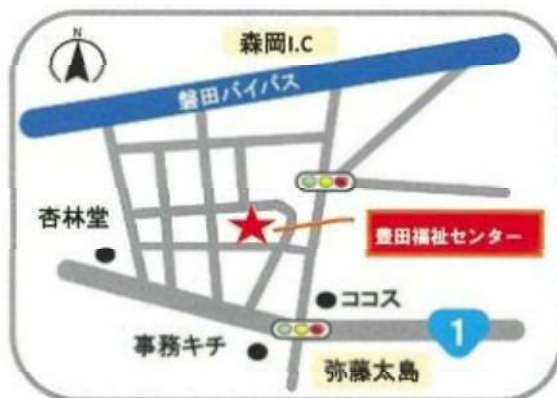 N
森岡I.C
磐田バイパス
杏林堂
豊田福祉センター
ココス
1
事務キチ
弥藤太島